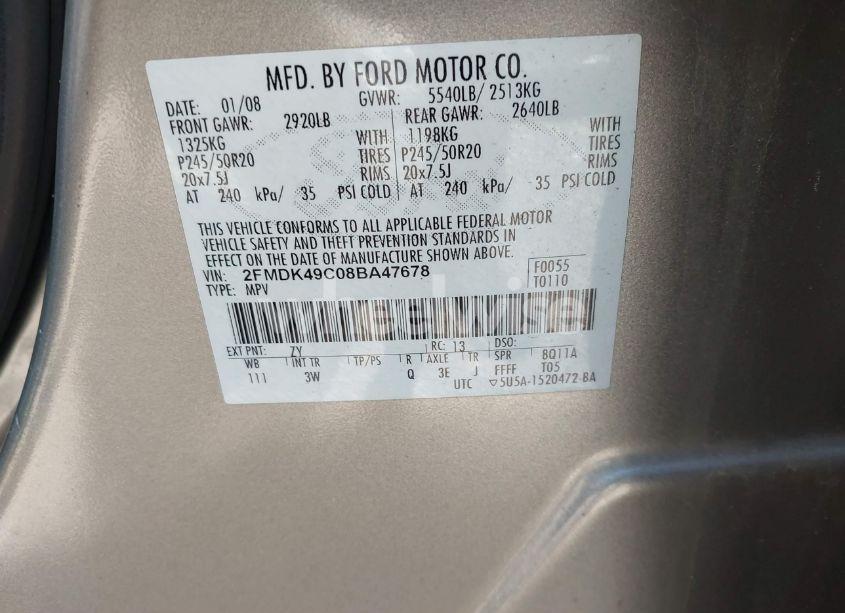 MFD. BY FORD MOTOR CO.
DATE: 01/08 GVWR: 5540LB/ 2513KG
FRONT GAWR: 2920LB REAR GAWR: 2640LB
1325KG WITH 1198KG WITH
P245/50R20 TIRES P245/50R20 TIRES
20x7.5J RIMS 20x7.5J RIMS
AT 240 kPa/ 35 PSI COLD AT 240 kPa/ 35 PSI COLD
THIS VEHICLE CONFORMS TO ALL APPLICABLE FEDERAL MOTOR
VEHICLE SAFETY AND THEFT PREVENTION STANDARDS IN
EFFECT ON THE DATE OF MANUFACTURE SHOWN ABOVE.
VIN: 2FMDK49C08BA47678 F0055
TYPE: MPV T0110
EXT PNT: ZY RC: 13 DSO:
WB INT TR TP/PS R AXLE TR SPR BQ11A
111 3W Q 3E J FFFF T05
UTC ▽5U5A-1520472-BA